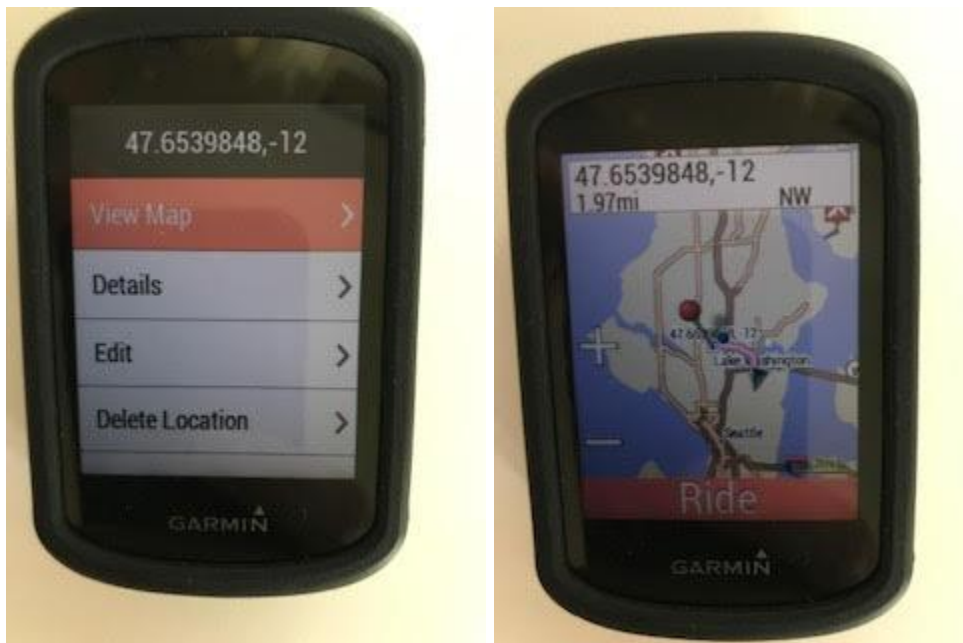 47.6539848,-12
View Map
Details
Edit
Delete Location
GARMIN
47.6539848,-12
1.97mi NW
Lake Washington
Seattle
Ride
GARMIN